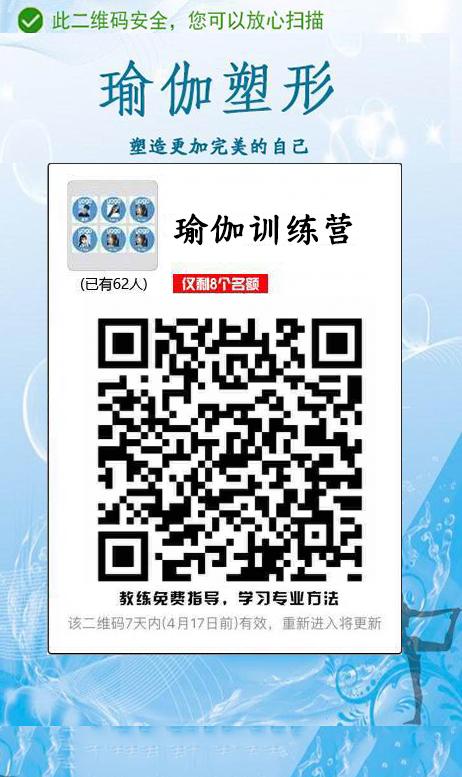 此二维码安全，您可以放心扫描
瑜伽塑形
塑造更加完美的自己
瑜伽训练营
(已有62人)
仅剩8个名额
教练免费指导，学习专业方法
该二维码7天内(4月17日前)有效，重新进入将更新